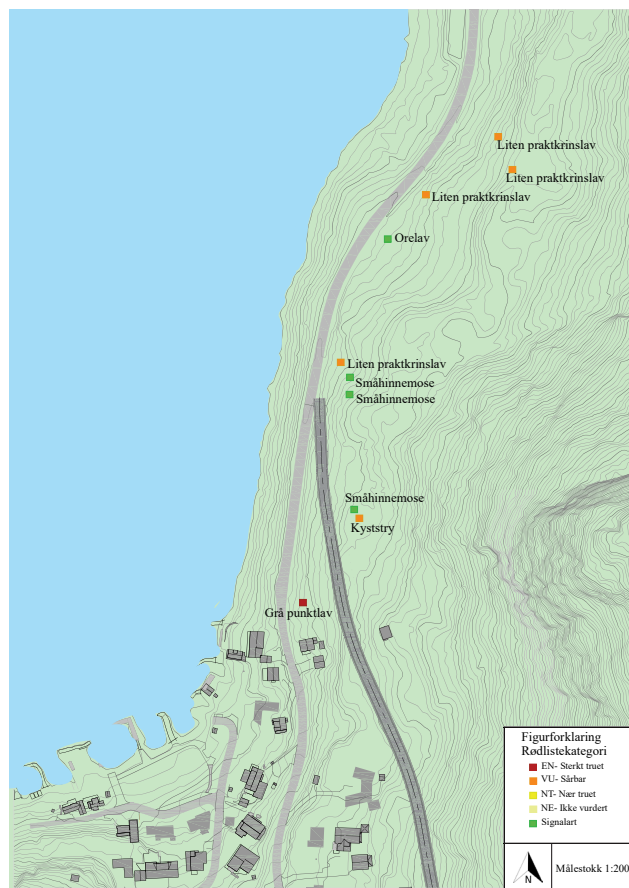 Liten praktkrinslav
Liten praktkrinslav
Liten praktkrinslav
Orelav
Liten praktkrinslav
Småhinnemose
Småhinnemose
Småhinnemose
Kyststry
Grå punktlav
Figurforklaring
Rødlistekategori
EN- Sterkt truet
VU- Sårbar
NT- Nær truet
NE- Ikke vurdert
Signalart
N
Målestokk 1:200